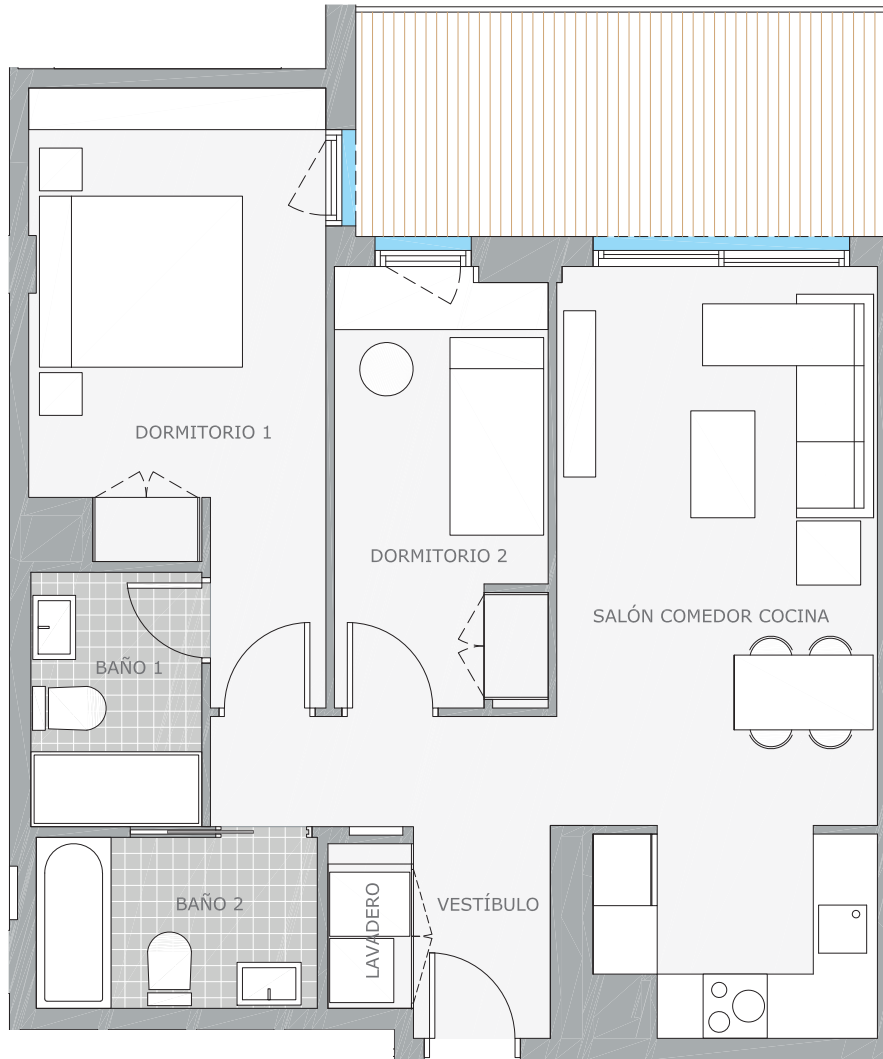 DORMITORIO 1
DORMITORIO 2
SALÓN COMEDOR COCINA
BAÑO 1
BAÑO 2
LAVADERO
VESTÍBULO